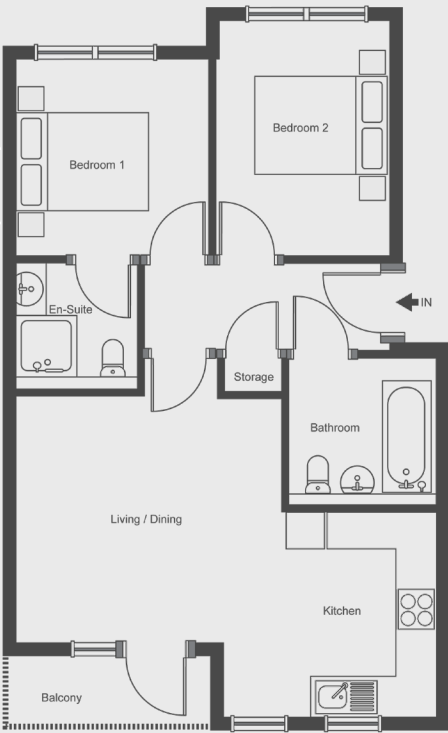 Bedroom 2
Bedroom 1
IN
En-Suite
Storage
Bathroom
Living / Dining
Kitchen
Balcony